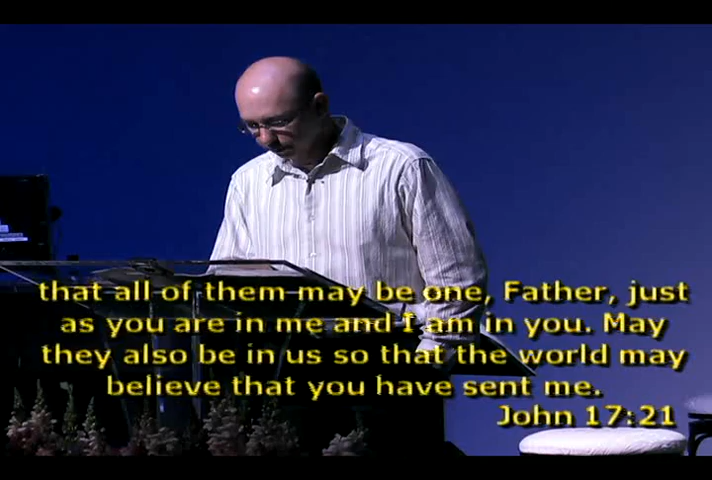 that all of them may be one, Father, just
as you are in me and I am in you. May
they also be in us so that the world may
believe that you have sent me.
John 17:21